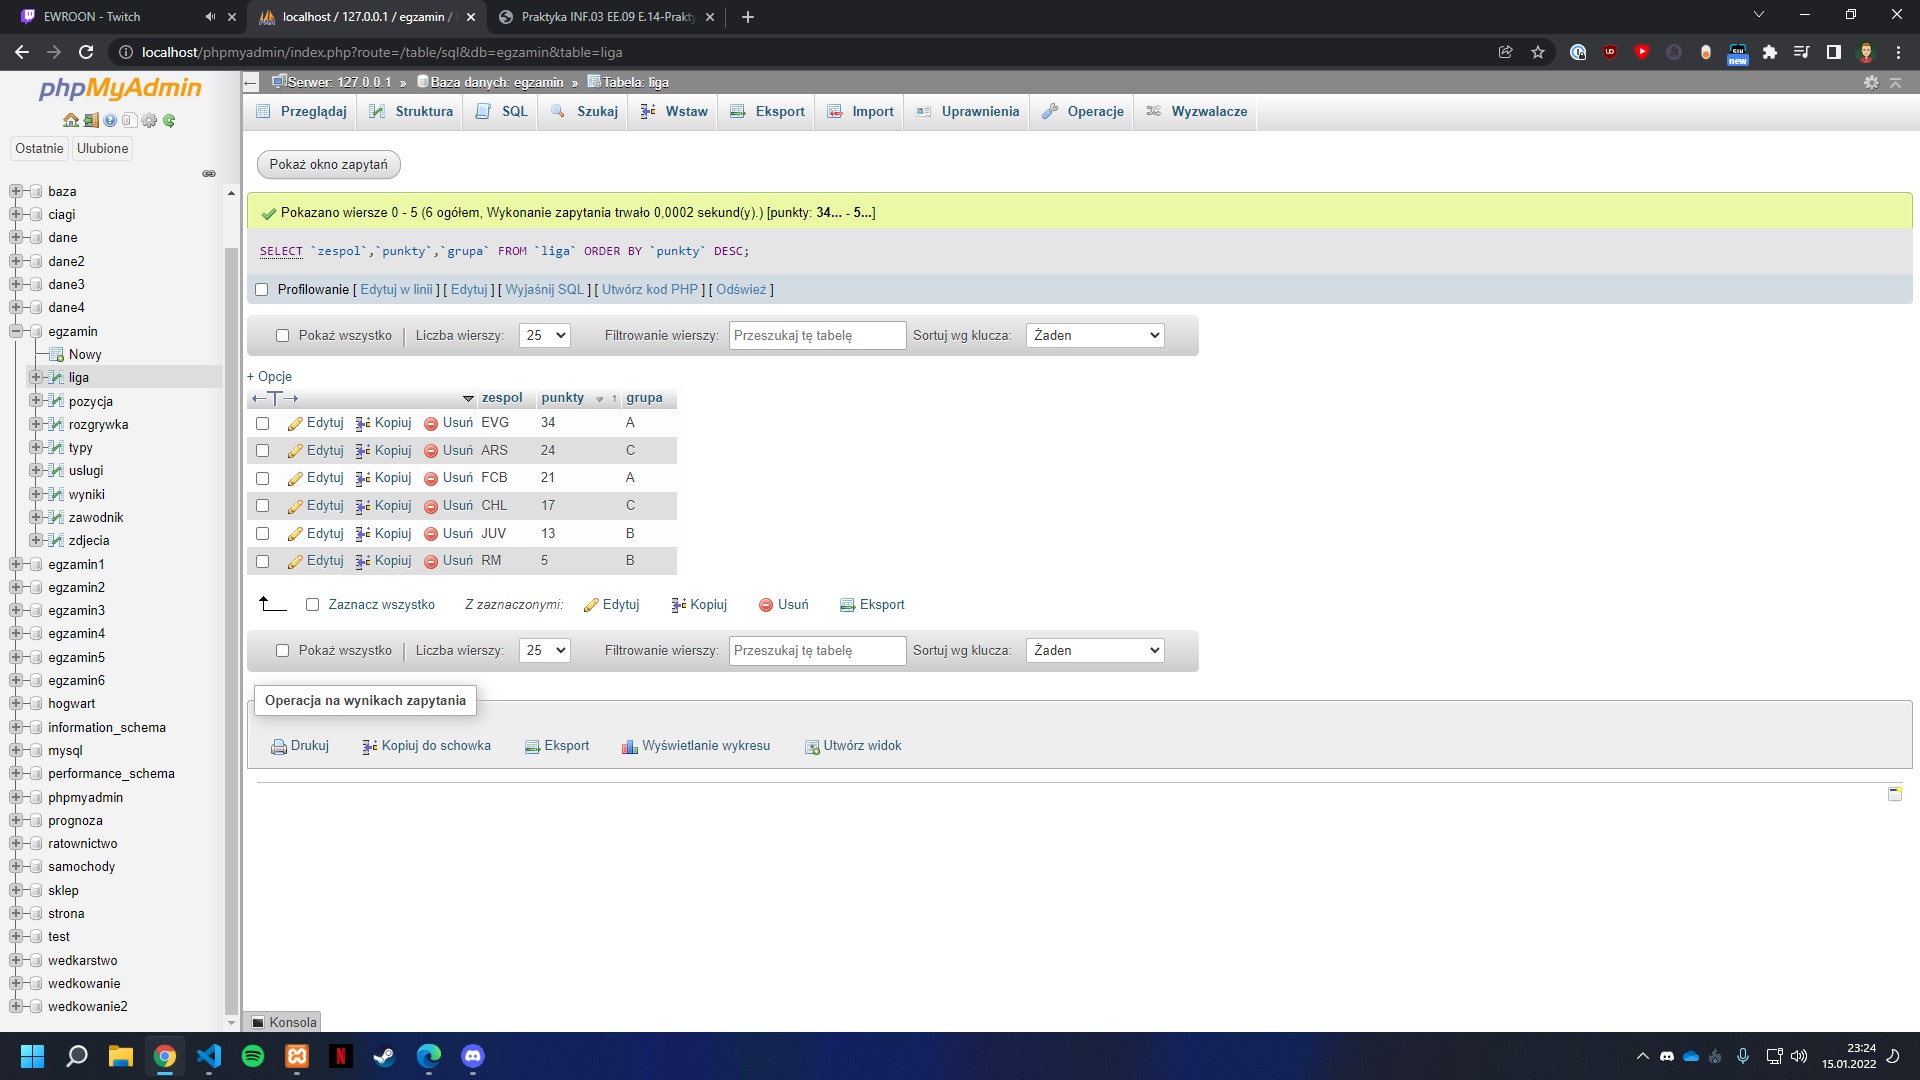 EWROON - Twitch
localhost / 127.0.0.1 / egzamin /
Praktyka INF.03 EE.09 E.14-Prakty
localhost/phpmyadmin/index.php?route=/table/sql&db=egzamin&table=liga
new
phpMyAdmin
Ostatnie Ulubione
baza
ciagi
dane
dane2
dane3
dane4
egzamin
Nowy
liga
pozycja
rozgrywka
typy
uslugi
wyniki
zawodnik
zdjecia
egzamin1
egzamin2
egzamin3
egzamin4
egzamin5
egzamin6
hogwart
information_schema
mysql
performance_schema
phpmyadmin
prognoza
ratownictwo
samochody
sklep
strona
test
wedkarstwo
wedkowanie
wedkowanie2
Serwer: 127.0.0.1 » Baza danych: egzamin » Tabela: liga
Przeglądaj Struktura SQL Szukaj Wstaw Eksport Import Uprawnienia Operacje Wyzwalacze
Pokaż okno zapytań
Pokazano wiersze 0 - 5 (6 ogółem, Wykonanie zapytania trwało 0,0002 sekund(y).) [punkty: 34... - 5...]
SELECT `zespol`,`punkty`,`grupa` FROM `liga` ORDER BY `punkty` DESC;
Profilowanie [ Edytuj w linii ] [ Edytuj ] [ Wyjaśnij SQL ] [ Utwórz kod PHP ] [ Odśwież ]
Pokaż wszystko Liczba wierszy: 25 Filtrowanie wierszy: Przeszukaj tę tabelę Sortuj wg klucza: Żaden
+ Opcje
←T→ zespol punkty 1 grupa
Edytuj Kopiuj Usuń EVG 34 A
Edytuj Kopiuj Usuń ARS 24 C
Edytuj Kopiuj Usuń FCB 21 A
Edytuj Kopiuj Usuń CHL 17 C
Edytuj Kopiuj Usuń JUV 13 B
Edytuj Kopiuj Usuń RM 5 B
Zaznacz wszystko Z zaznaczonymi: Edytuj Kopiuj Usuń Eksport
Pokaż wszystko Liczba wierszy: 25 Filtrowanie wierszy: Przeszukaj tę tabelę Sortuj wg klucza: Żaden
Operacja na wynikach zapytania
Drukuj Kopiuj do schowka Eksport Wyświetlanie wykresu Utwórz widok
Konsola
23:24
15.01.2022